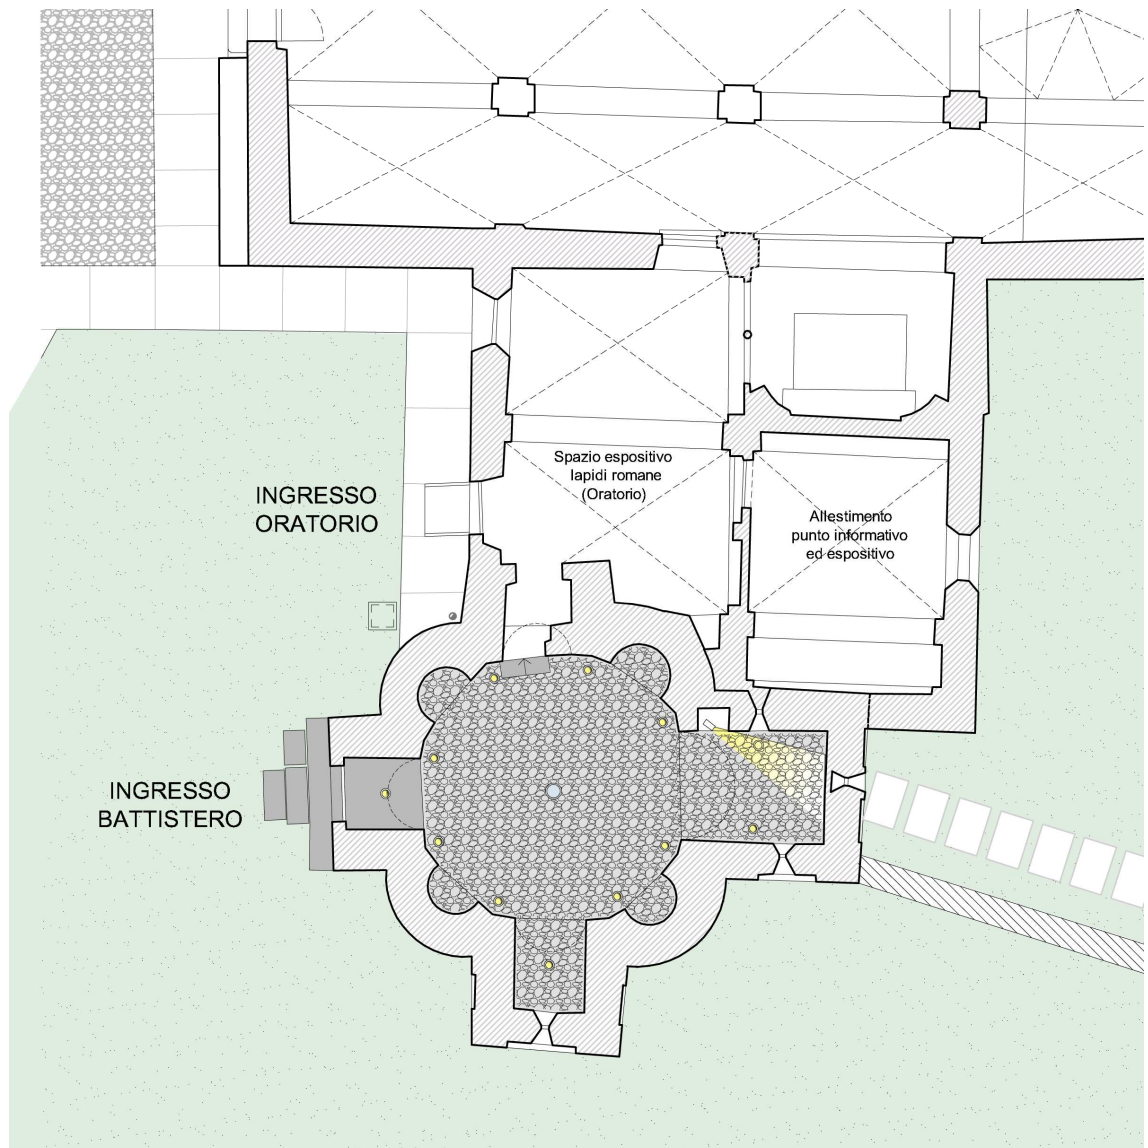 Spazio espositivo
lapidi romane
(Oratorio)
INGRESSO
ORATORIO
Allestimento
punto informativo
ed espositivo
INGRESSO
BATTISTERO